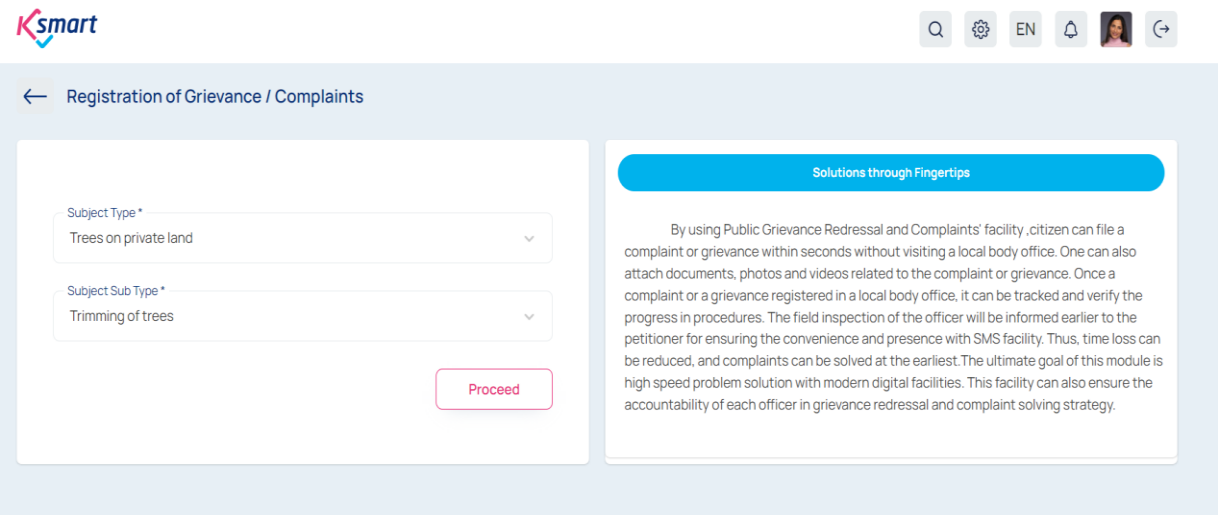 Ksmart
EN
Registration of Grievance / Complaints
Subject Type *
Trees on private land
Subject Sub Type *
Trimming of trees
Proceed
Solutions through Fingertips
By using Public Grievance Redressal and Complaints' facility ,citizen can file a
complaint or grievance within seconds without visiting a local body office. One can also
attach documents, photos and videos related to the complaint or grievance. Once a
complaint or a grievance registered in a local body office, it can be tracked and verify the
progress in procedures. The field inspection of the officer will be informed earlier to the
petitioner for ensuring the convenience and presence with SMS facility. Thus, time loss can
be reduced, and complaints can be solved at the earliest.The ultimate goal of this module is
high speed problem solution with modern digital facilities. This facility can also ensure the
accountability of each officer in grievance redressal and complaint solving strategy.